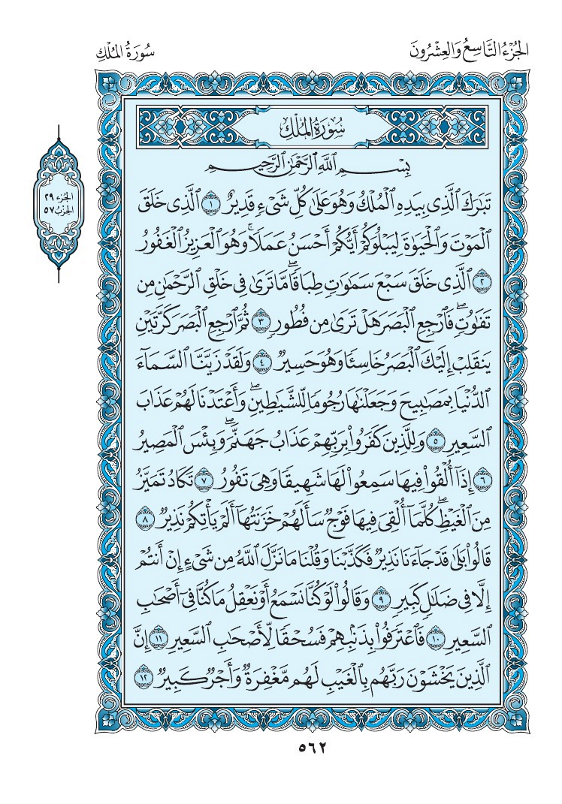 الجُزْءُ التَّاسِعُ وَالعِشْرُونَ
سُورَةُ المُلْكِ
سُورَةُ المُلْكِ
بِسْمِ اللَّهِ الرَّحْمَٰنِ الرَّحِيمِ
تَبَٰرَكَ ٱلَّذِى بِيَدِهِ ٱلْمُلْكُ وَهُوَ عَلَىٰ كُلِّ شَىْءٍ قَدِيرٌ ١ ٱلَّذِى خَلَقَ
ٱلْمَوْتَ وَٱلْحَيَوٰةَ لِيَبْلُوَكُمْ أَيُّكُمْ أَحْسَنُ عَمَلًا ۚ وَهُوَ ٱلْعَزِيزُ ٱلْغَفُورُ
٢ ٱلَّذِى خَلَقَ سَبْعَ سَمَٰوَٰتٍ طِبَاقًا ۖ مَّا تَرَىٰ فِى خَلْقِ ٱلرَّحْمَٰنِ مِن
تَفَٰوُتٍ ۖ فَٱرْجِعِ ٱلْبَصَرَ هَلْ تَرَىٰ مِن فُطُورٍ ٣ ثُمَّ ٱرْجِعِ ٱلْبَصَرَ كَرَّتَيْنِ
يَنقَلِبْ إِلَيْكَ ٱلْبَصَرُ خَاسِئًا وَهُوَ حَسِيرٌ ٤ وَلَقَدْ زَيَّنَّا ٱلسَّمَآءَ
ٱلدُّنْيَا بِمَصَٰبِيحَ وَجَعَلْنَٰهَا رُجُومًا لِّلشَّيَٰطِينِ ۖ وَأَعْتَدْنَا لَهُمْ عَذَابَ
ٱلسَّعِيرِ ٥ وَلِلَّذِينَ كَفَرُوا۟ بِرَبِّهِمْ عَذَابُ جَهَنَّمَ ۖ وَبِئْسَ ٱلْمَصِيرُ
٦ إِذَآ أُلْقُوا۟ فِيهَا سَمِعُوا۟ لَهَا شَهِيقًا وَهِىَ تَفُورُ ٧ تَكَادُ تَمَيَّزُ
مِنَ ٱلْغَيْظِ ۖ كُلَّمَآ أُلْقِىَ فِيهَا فَوْجٌ سَأَلَهُمْ خَزَنَتُهَآ أَلَمْ يَأْتِكُمْ نَذِيرٌ ٨
قَالُوا۟ بَلَىٰ قَدْ جَآءَنَا نَذِيرٌ فَكَذَّبْنَا وَقُلْنَا مَا نَزَّلَ ٱللَّهُ مِن شَىْءٍ إِنْ أَنتُمْ
إِلَّا فِى ضَلَٰلٍ كَبِيرٍ ٩ وَقَالُوا۟ لَوْ كُنَّا نَسْمَعُ أَوْ نَعْقِلُ مَا كُنَّا فِىٓ أَصْحَٰبِ
ٱلسَّعِيرِ ١٠ فَٱعْتَرَفُوا۟ بِذَنۢبِهِمْ فَسُحْقًا لِّأَصْحَٰبِ ٱلسَّعِيرِ ١١ إِنَّ
ٱلَّذِينَ يَخْشَوْنَ رَبَّهُم بِٱلْغَيْبِ لَهُم مَّغْفِرَةٌ وَأَجْرٌ كَبِيرٌ ١٢
الجزء ٢٩
الحزب ٥٧
٥٦٢